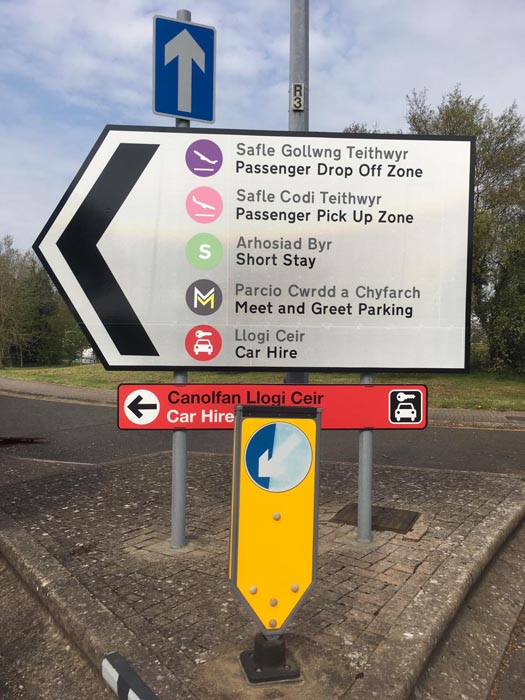 R
3
Safle Gollwng Teithwyr
Passenger Drop Off Zone
Safle Codi Teithwyr
Passenger Pick Up Zone
S
Arhosiad Byr
Short Stay
M
Parcio Cwrdd a Chyfarch
Meet and Greet Parking
Llogi Ceir
Car Hire
Canolfan Llogi Ceir
Car Hire